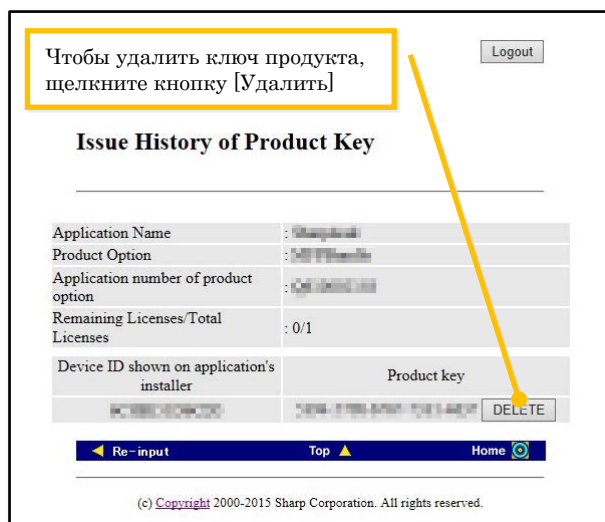 Чтобы удалить ключ продукта,
щелкните кнопку [Удалить]
Logout
Issue History of Product Key
Application Name :
Product Option :
Application number of product
option :
Remaining Licenses/Total
Licenses : 0/1
Device ID shown on application's
installer
Product key
DELETE
Re-input Top Home
(c) Copyright 2000-2015 Sharp Corporation. All rights reserved.